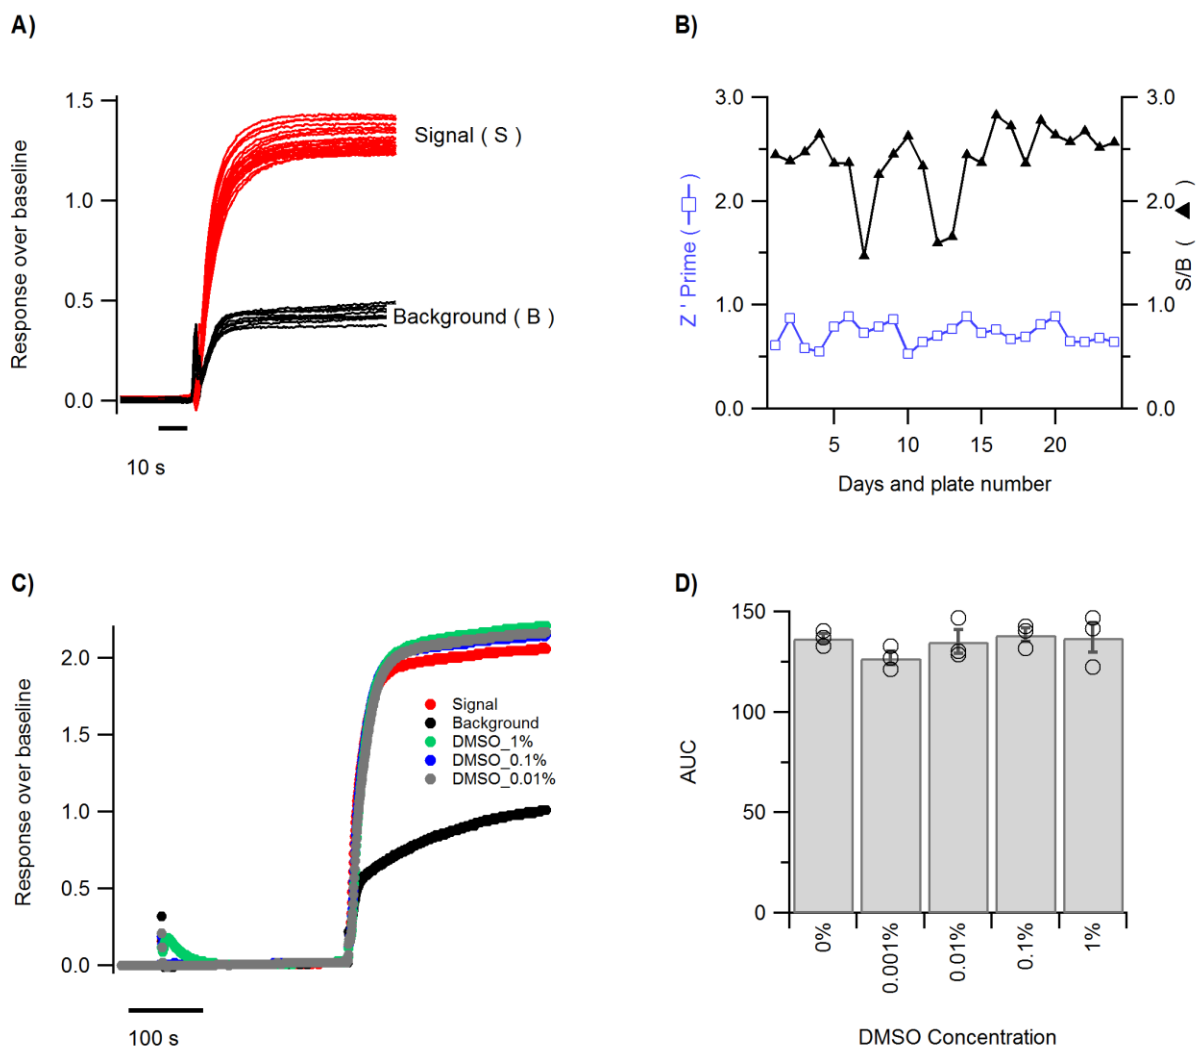 A)
1.5
1.0
0.5
0.0
Response over baseline
Signal ( S )
Background ( B )
10 s
B)
3.0
2.0
1.0
0.0
Z ' Prime ( )
3.0
2.0
1.0
0.0
S/B ( )
5
10
15
20
Days and plate number
C)
2.0
1.5
1.0
0.5
0.0
Response over baseline
Signal
Background
DMSO_1%
DMSO_0.1%
DMSO_0.01%
100 s
D)
150
100
50
0
AUC
0%
0.001%
0.01%
0.1%
1%
DMSO Concentration